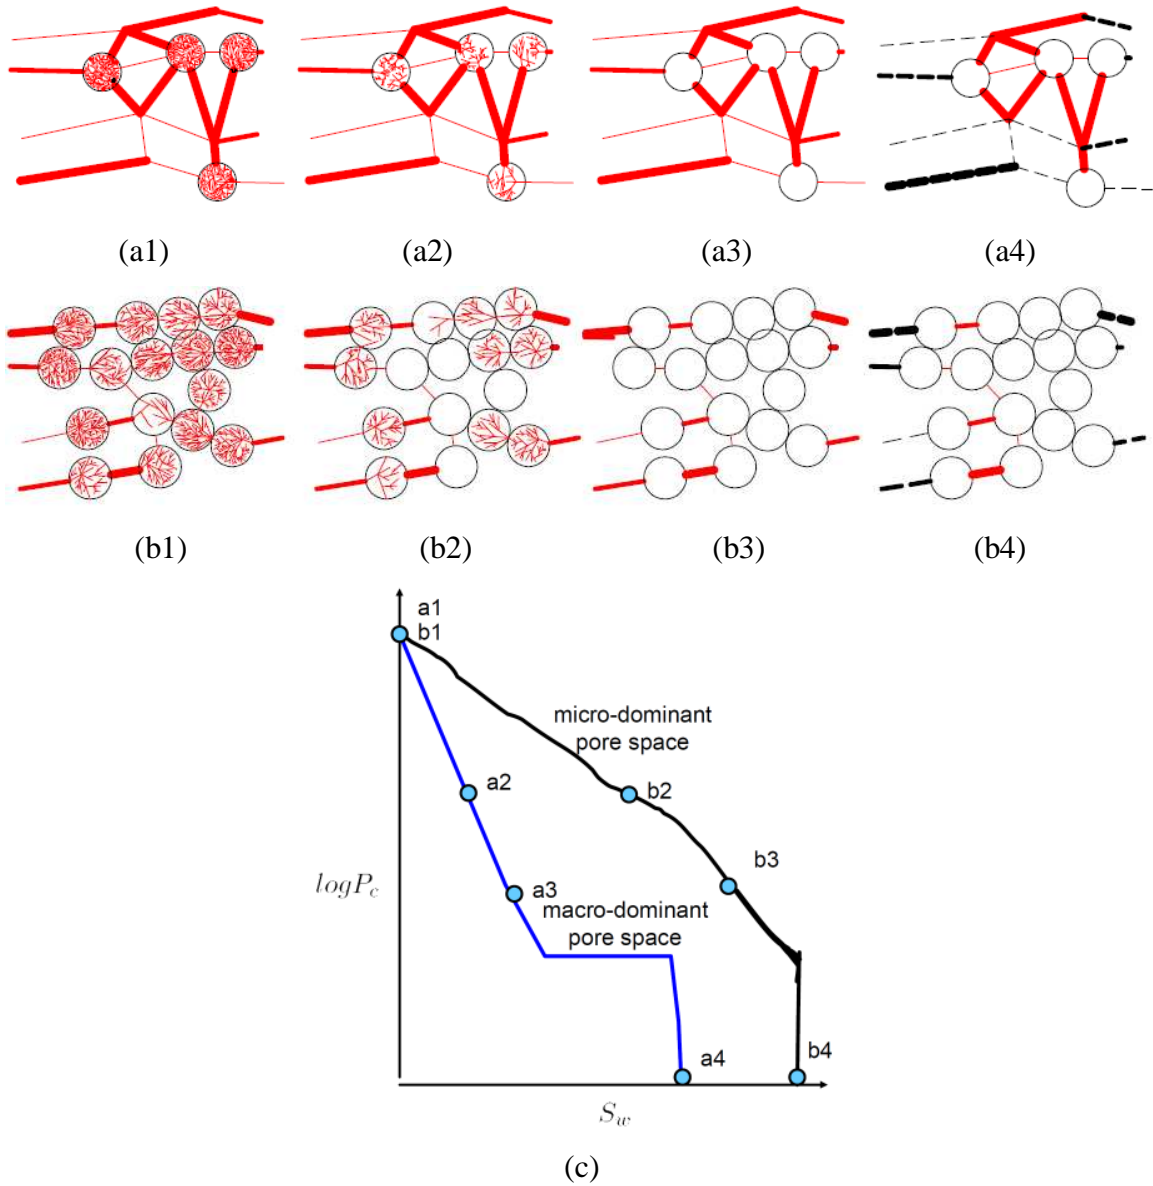 (a1) (a2) (a3) (a4)
(b1) (b2) (b3) (b4)
a1
b1
micro-dominant
pore space
a2
b2
b3
logP_c
a3
macro-dominant
pore space
a4
b4
S_w
(c)